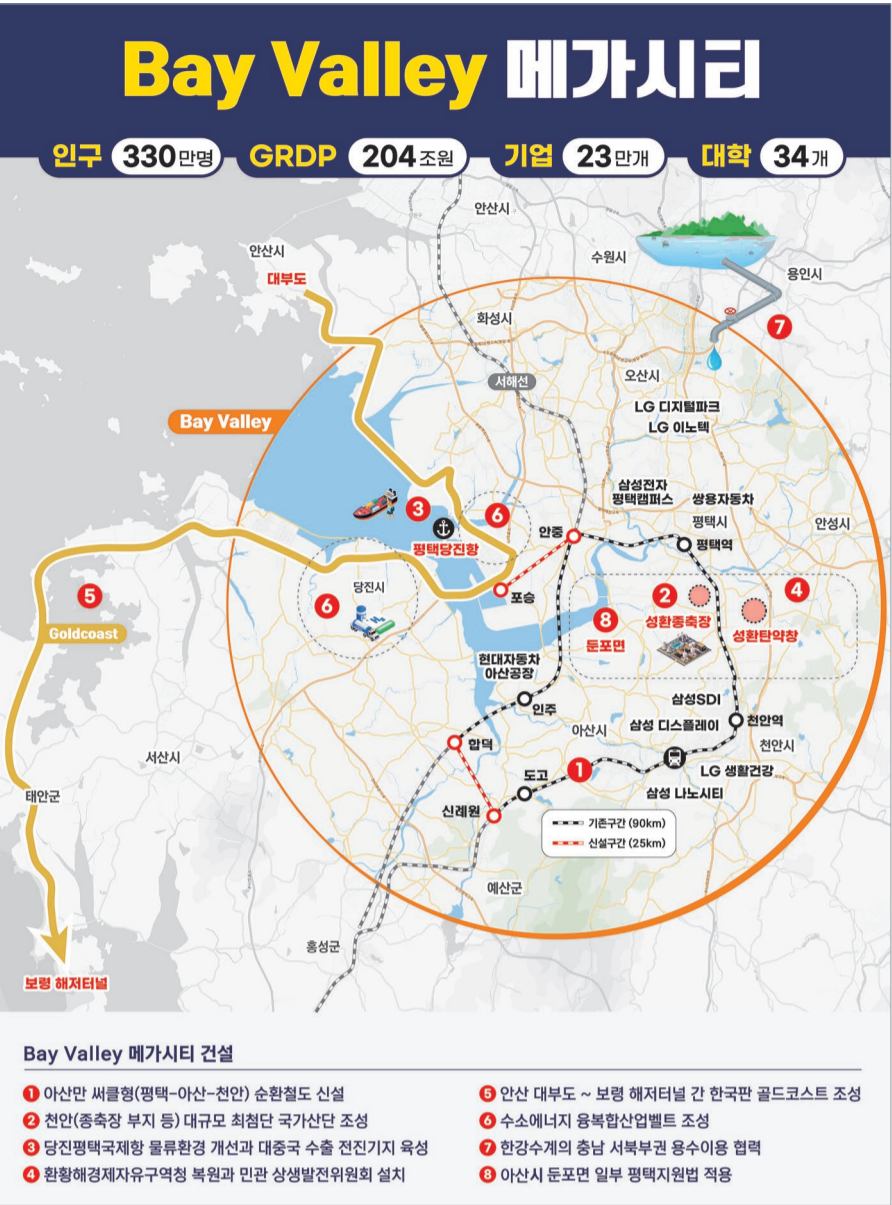 Bay Valley 메가시티
인구 330만명 GRDP 204조원 기업 23만개 대학 34개
안산시
안산시
대부도
수원시
용인시
7
화성시
서해선
오산시
LG 디지털파크
LG 이노텍
Bay Valley
삼성전자
평택캠퍼스
쌍용자동차
평택시
안성시
3
6
안중
평택역
평택당진항
5
Goldcoast
6
당진시
포승
8
둔포면
2
성환종축장
4
성환탄약창
현대자동차
아산공장
인주
삼성SDI
삼성 디스플레이
천안역
천안시
아산시
합덕
서산시
도고
1
LG 생활건강
삼성 나노시티
태안군
신례원
기존구간 (90km)
신설구간 (25km)
예산군
홍성군
보령 해저터널
Bay Valley 메가시티 건설
1 아산만 써클형(평택-아산-천안) 순환철도 신설
2 천안(종축장 부지 등) 대규모 최첨단 국가산단 조성
3 당진평택국제항 물류환경 개선과 대중국 수출 전진기지 육성
4 환황해경제자유구역청 복원과 민관 상생발전위원회 설치
5 안산 대부도 ~ 보령 해저터널 간 한국판 골드코스트 조성
6 수소에너지 융복합산업벨트 조성
7 한강수계의 충남 서북부권 용수이용 협력
8 아산시 둔포면 일부 평택지원법 적용